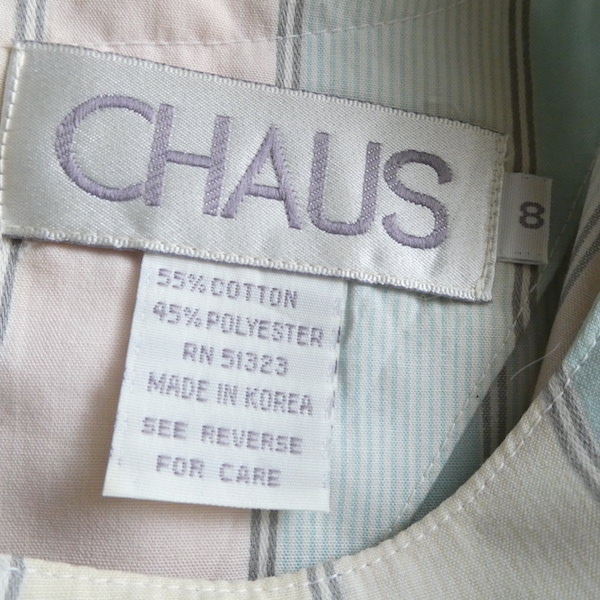 CHAUS
8
55% COTTON
45% POLYESTER
RN 51323
MADE IN KOREA
SEE REVERSE
FOR CARE